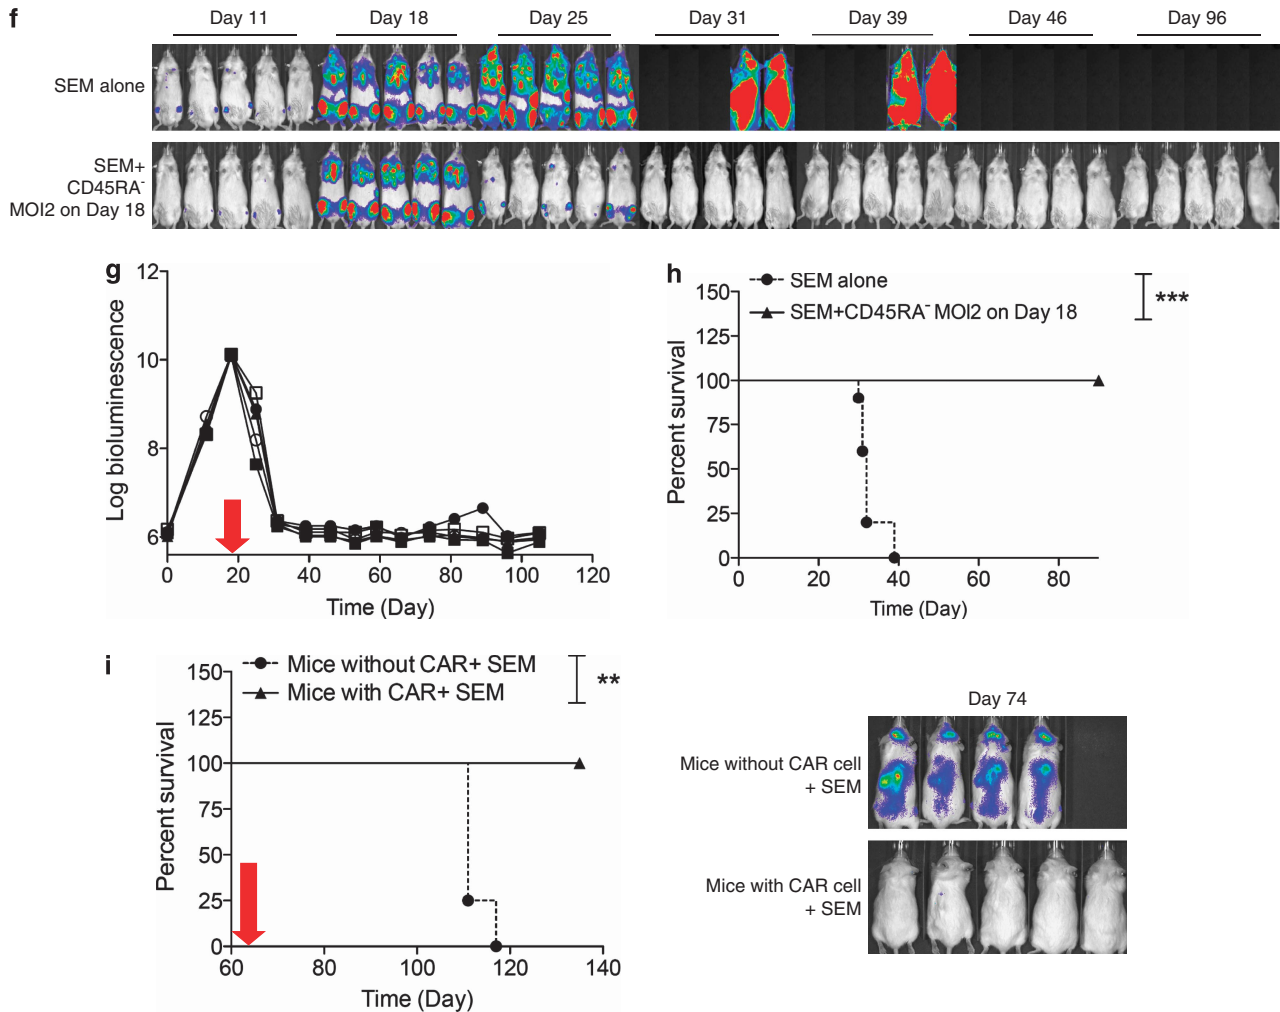 f
Day 11 Day 18 Day 25 Day 31 Day 39 Day 46 Day 96
SEM alone
SEM+
CD45RA⁻
MOI2 on Day 18
g
Log bioluminescence
12
10
8
6
0 20 40 60 80 100 120
Time (Day)
h
SEM alone
SEM+CD45RA⁻ MOI2 on Day 18
***
Percent survival
150
125
100
75
50
25
0
0 20 40 60 80
Time (Day)
i
Mice without CAR+ SEM
Mice with CAR+ SEM
**
Percent survival
150
125
100
75
50
25
0
60 80 100 120 140
Time (Day)
Day 74
Mice without CAR cell
+ SEM
Mice with CAR cell
+ SEM